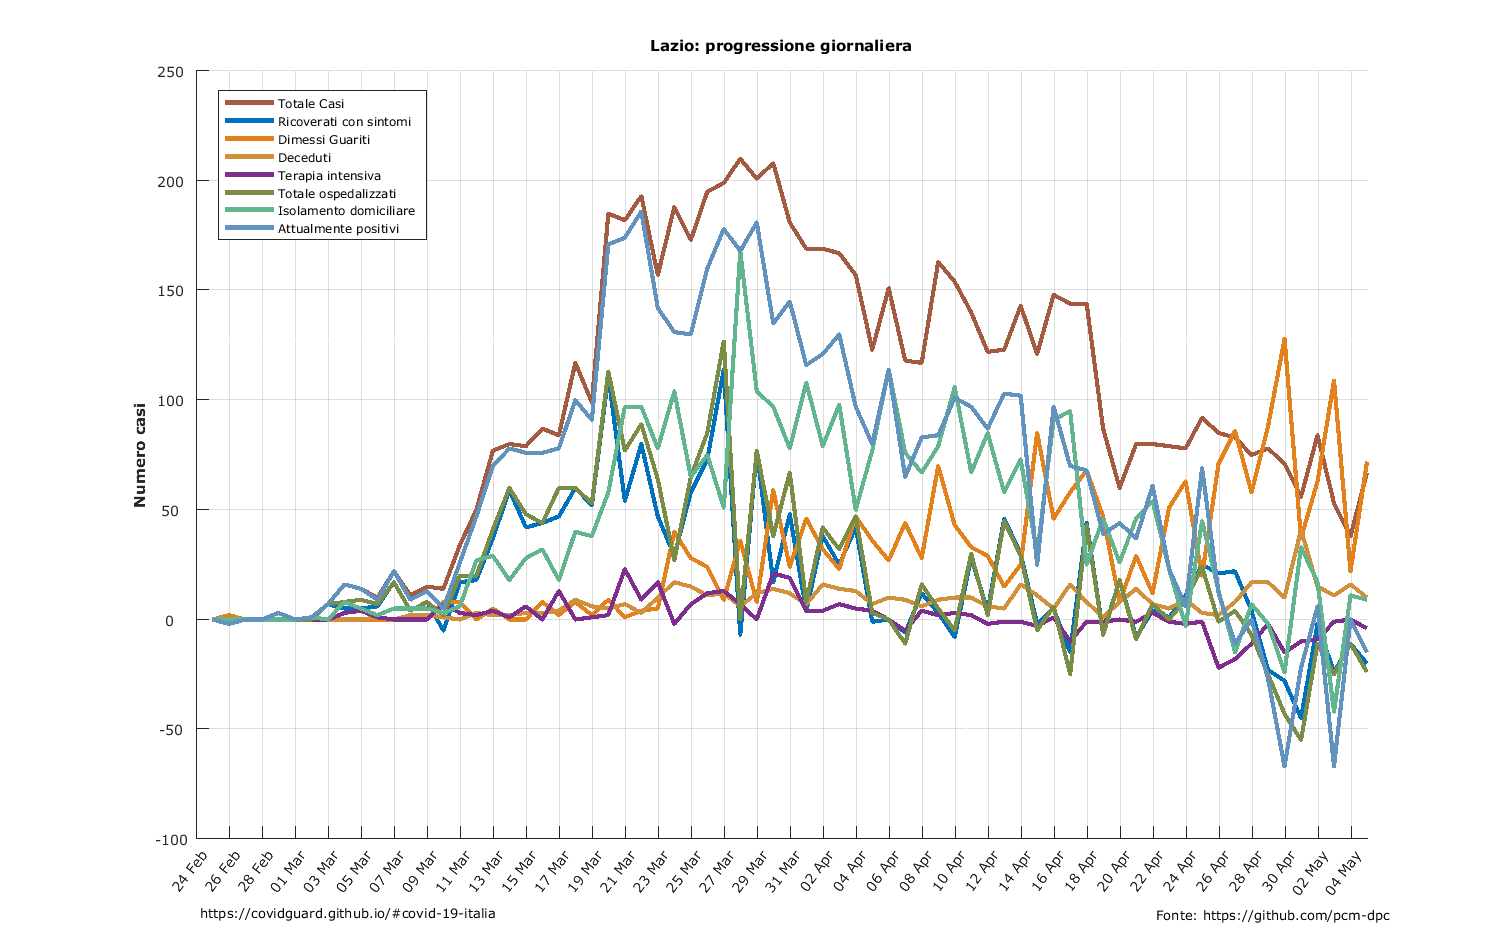 Lazio: progressione giornaliera
Numero casi
250
200
150
100
50
0
-50
-100
Totale Casi
Ricoverati con sintomi
Dimessi Guariti
Deceduti
Terapia intensiva
Totale ospedalizzati
Isolamento domiciliare
Attualmente positivi
24 Feb
26 Feb
28 Feb
01 Mar
03 Mar
05 Mar
07 Mar
09 Mar
11 Mar
13 Mar
15 Mar
17 Mar
19 Mar
21 Mar
23 Mar
25 Mar
27 Mar
29 Mar
31 Mar
02 Apr
04 Apr
06 Apr
08 Apr
10 Apr
12 Apr
14 Apr
16 Apr
18 Apr
20 Apr
22 Apr
24 Apr
26 Apr
28 Apr
30 Apr
02 May
04 May
https://covidguard.github.io/#covid-19-italia
Fonte: https://github.com/pcm-dpc